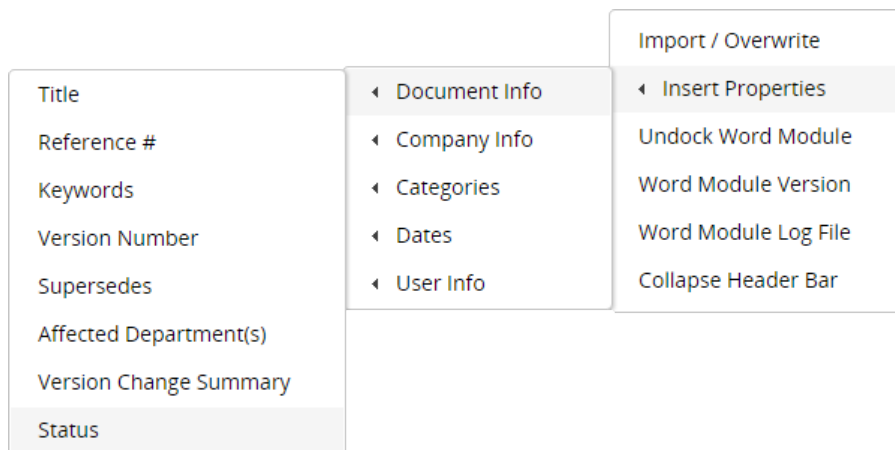 Title
Reference #
Keywords
Version Number
Supersedes
Affected Department(s)
Version Change Summary
Status
Document Info
Company Info
Categories
Dates
User Info
Import / Overwrite
Insert Properties
Undock Word Module
Word Module Version
Word Module Log File
Collapse Header Bar